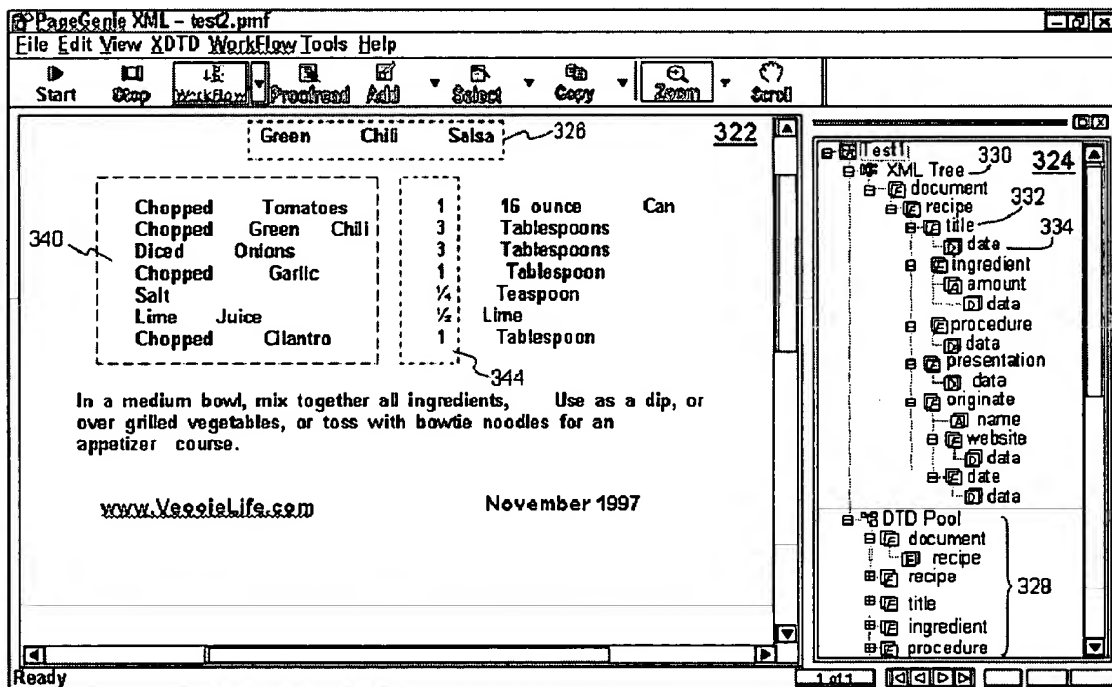 PageGenie XML – test2.pmf
File Edit View XDTD WorkFlow Tools Help
Start Stop WorkFlow Proofread Add Select Copy Zoom Scroll
Green Chili Salsa 326 322
340
Chopped Tomatoes 1 16 ounce Can
Chopped Green Chili 3 Tablespoons
Diced Onions 3 Tablespoons
Chopped Garlic 1 Tablespoon
Salt ¼ Teaspoon
Lime Juice ½ Lime
Chopped Cilantro 1 Tablespoon
344
In a medium bowl, mix together all ingredients, Use as a dip, or
over grilled vegetables, or toss with bowtie noodles for an
appetizer course.
www.VeggieLife.com November 1997
Test1 324
XML Tree 330
document
recipe 332
title
data 334
ingredient
amount
data
procedure
data
presentation
data
originate
name
website
data
date
data
DTD Pool
document
recipe
recipe
title
ingredient
procedure
328
Ready 1 of 1